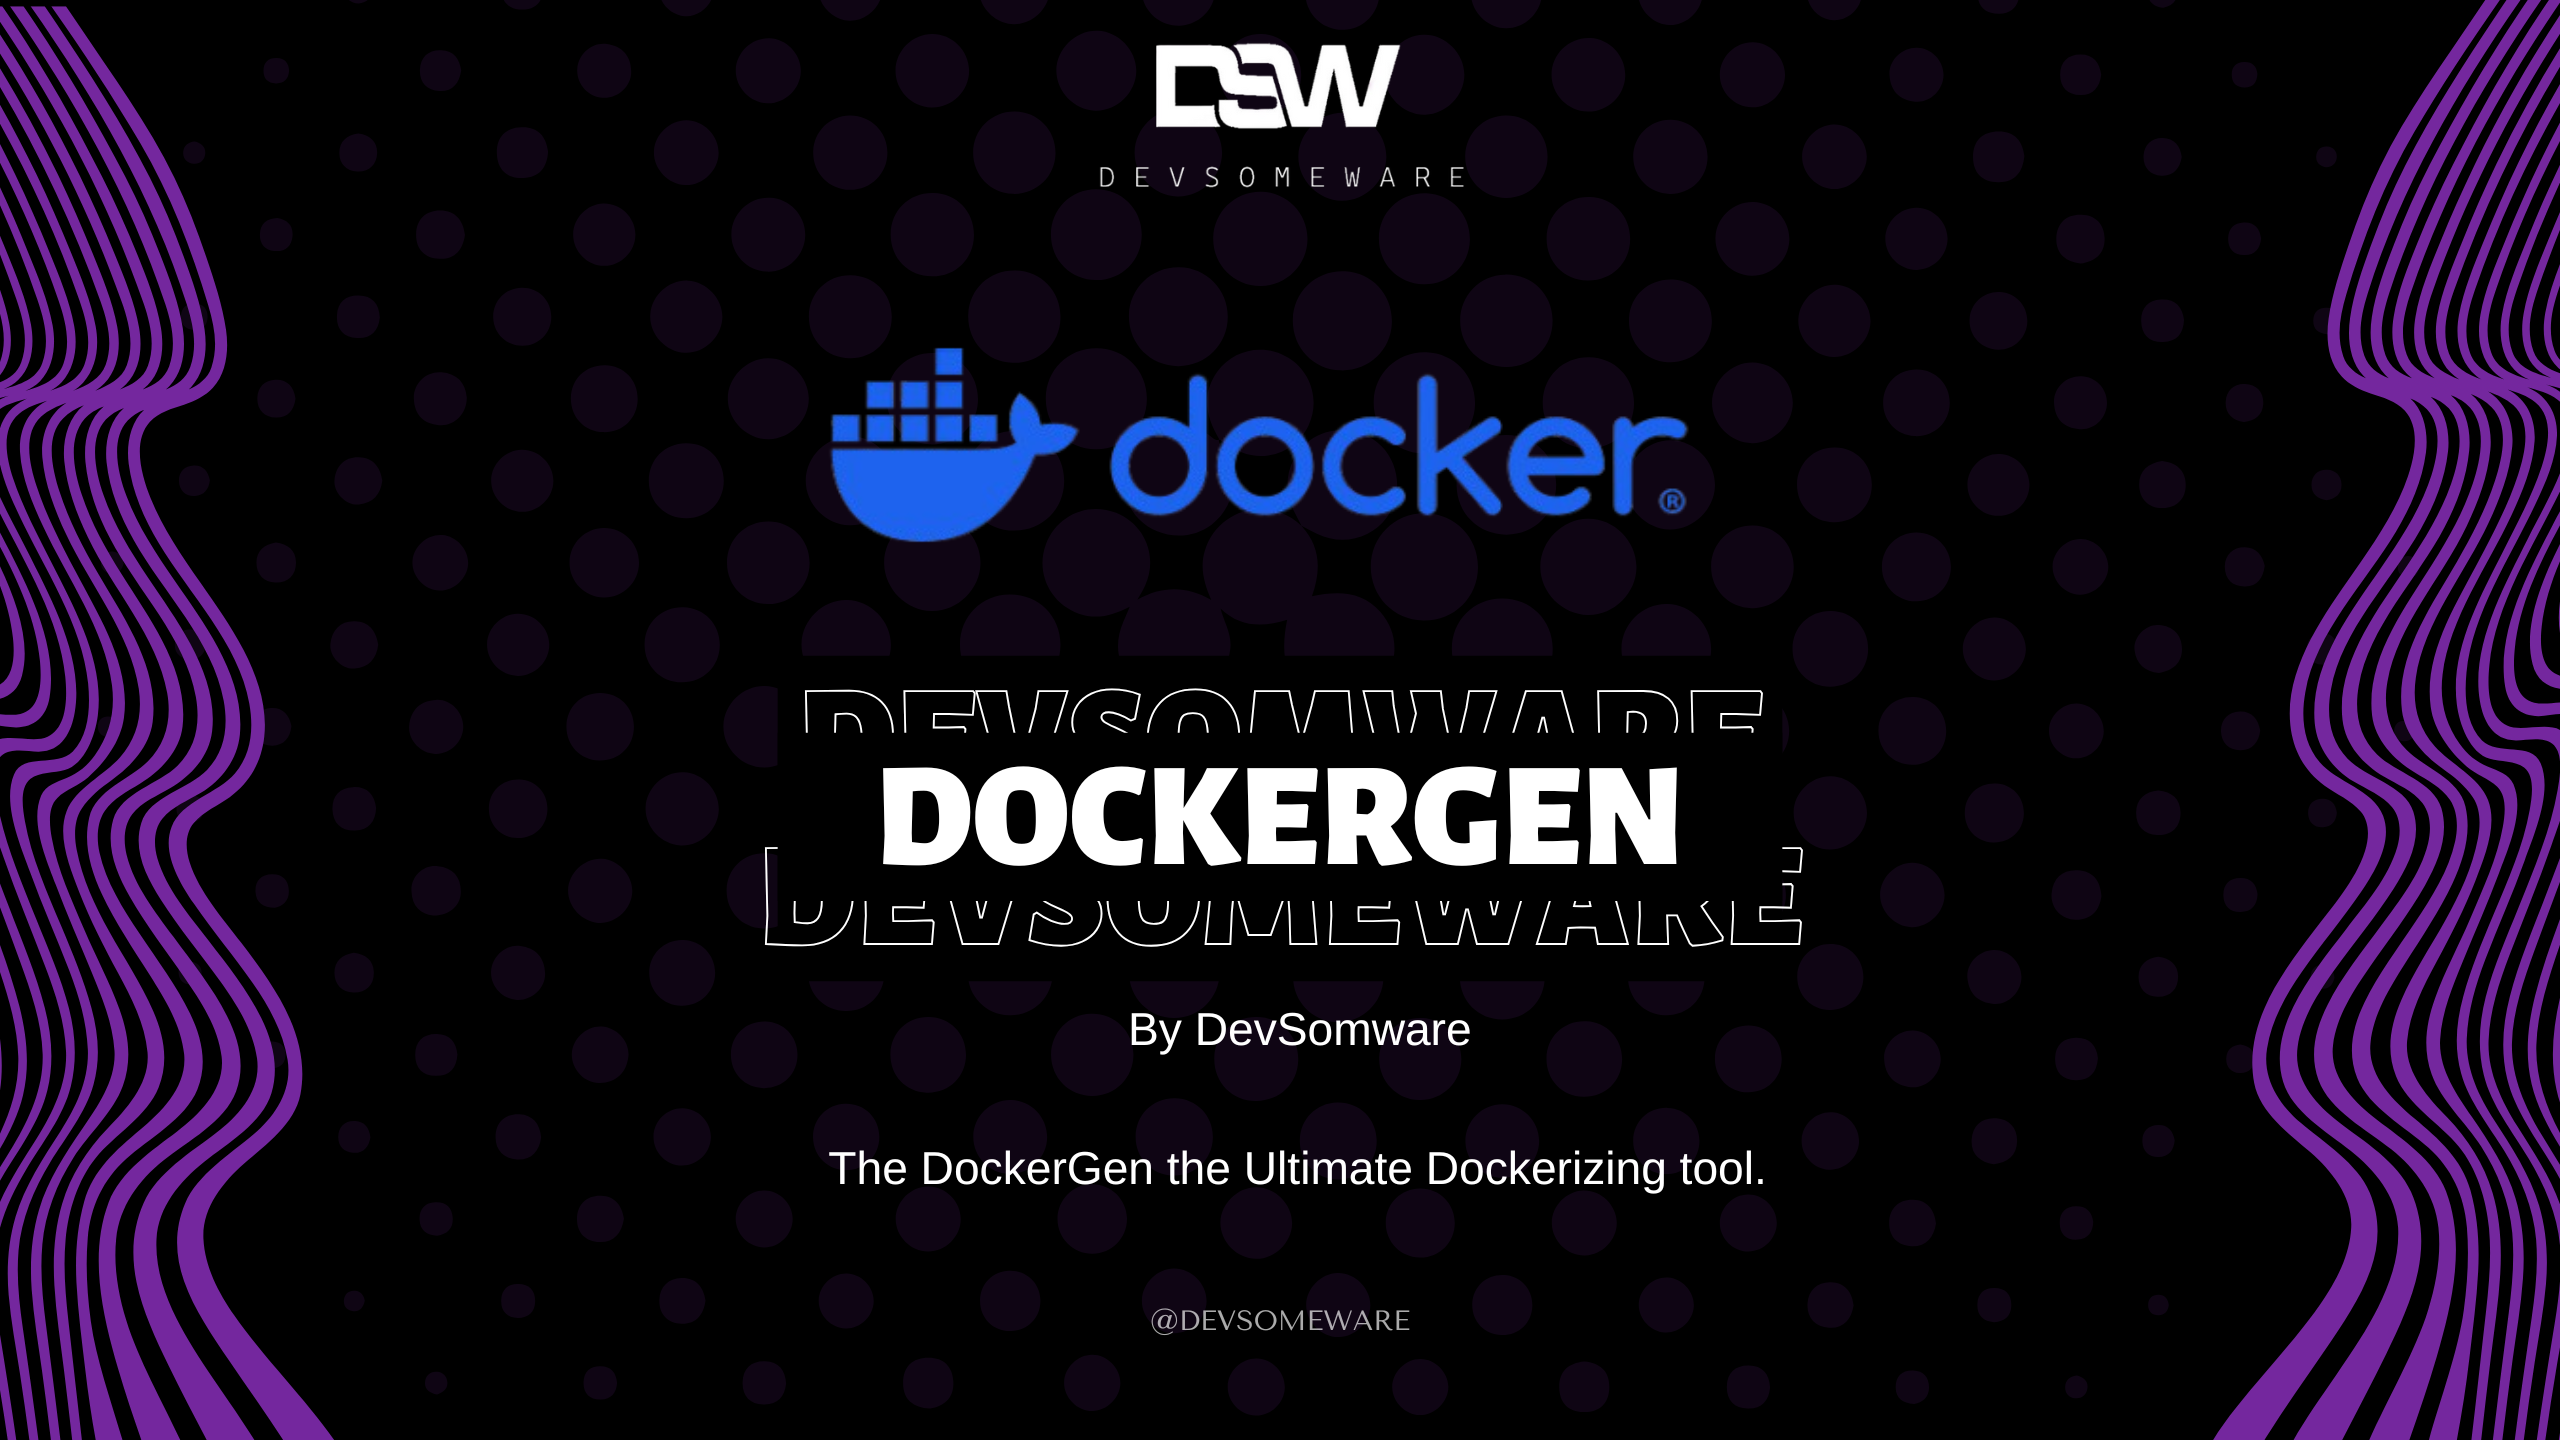 DSW
DEVSOMEWARE
docker®
DEVSOMWARE
DOCKERGEN
DEVSOMEWARE
By DevSomware
The DockerGen the Ultimate Dockerizing tool.
@DEVSOMEWARE